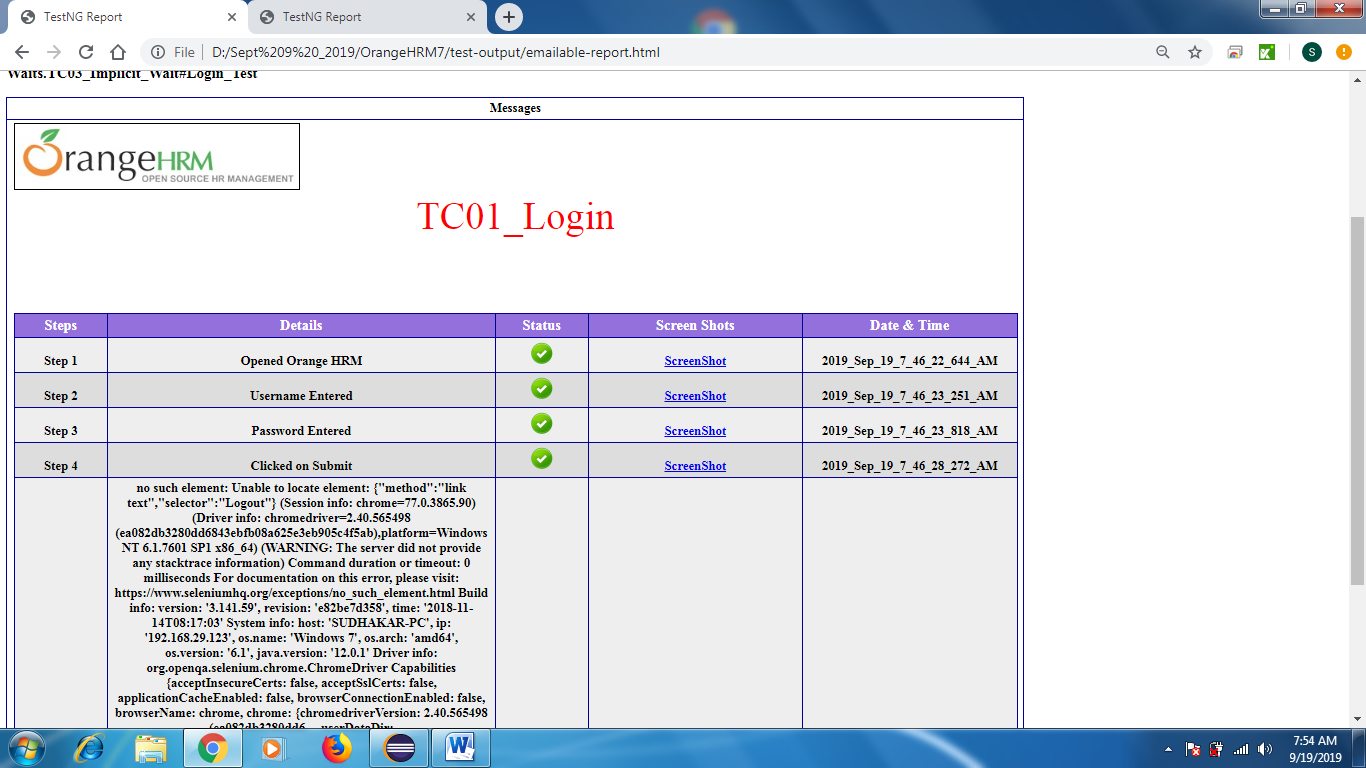 TestNG Report
TestNG Report
File
D:/Sept%209%20_2019/OrangeHRM7/test-output/emailable-report.html
S
Waits.TC03_Implicit_Wait#Login_Test
Messages
OrangeHRM
OPEN SOURCE HR MANAGEMENT
TC01_Login
Steps Details Status Screen Shots Date & Time
Step 1 Opened Orange HRM ScreenShot 2019_Sep_19_7_46_22_644_AM
Step 2 Username Entered ScreenShot 2019_Sep_19_7_46_23_251_AM
Step 3 Password Entered ScreenShot 2019_Sep_19_7_46_23_818_AM
Step 4 Clicked on Submit ScreenShot 2019_Sep_19_7_46_28_272_AM
no such element: Unable to locate element: {"method":"link
text","selector":"Logout"} (Session info: chrome=77.0.3865.90)
(Driver info: chromedriver=2.40.565498
(ea082db3280dd6843ebfb08a625e3eb905c4f5ab),platform=Windows
NT 6.1.7601 SP1 x86_64) (WARNING: The server did not provide
any stacktrace information) Command duration or timeout: 0
milliseconds For documentation on this error, please visit:
https://www.seleniumhq.org/exceptions/no_such_element.html Build
info: version: '3.141.59', revision: 'e82be7d358', time: '2018-11-
14T08:17:03' System info: host: 'SUDHAKAR-PC', ip:
'192.168.29.123', os.name: 'Windows 7', os.arch: 'amd64',
os.version: '6.1', java.version: '12.0.1' Driver info:
org.openqa.selenium.chrome.ChromeDriver Capabilities
{acceptInsecureCerts: false, acceptSslCerts: false,
applicationCacheEnabled: false, browserConnectionEnabled: false,
browserName: chrome, chrome: {chromedriverVersion: 2.40.565498
(ea082db3280dd6... userDataDir:
7:54 AM
9/19/2019